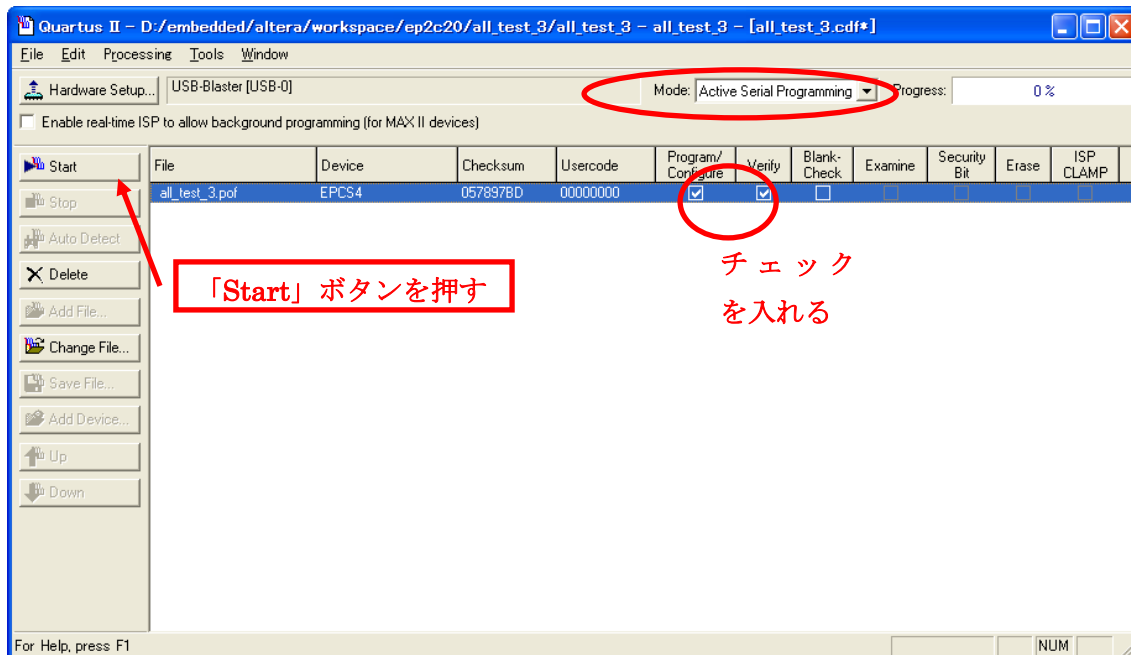 Quartus II - D:/embedded/altera/workspace/ep2c20/all_test_3/all_test_3 - all_test_3 - [all_test_3.cdf*]
File Edit Processing Tools Window
Hardware Setup... USB-Blaster [USB-0] Mode: Active Serial Programming Progress: 0 %
Enable real-time ISP to allow background programming (for MAX II devices)
Start
Stop
Auto Detect
Delete
Add File...
Change File...
Save File...
Add Device...
Up
Down
File Device Checksum Usercode Program/ Configure Verify Blank- Check Examine Security Bit Erase ISP CLAMP
all_test_3.pof EPCS4 057897BD 00000000
「Start」ボタンを押す
チェック
を入れる
For Help, press F1 NUM